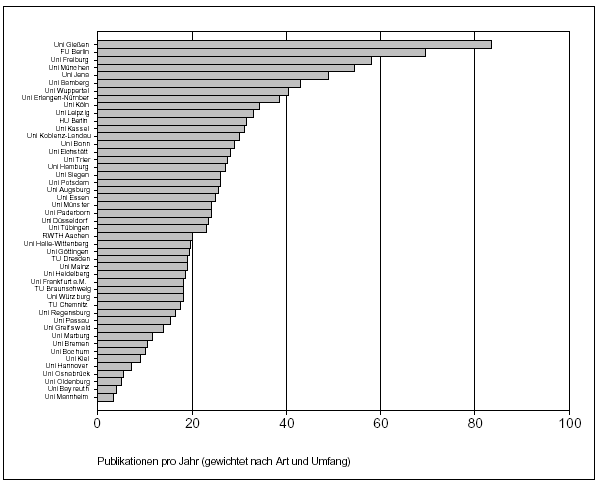 Uni Gießen
FU Berlin
Uni Freiburg
Uni München
Uni Jena
Uni Bamberg
Uni Wuppertal
Uni Erlangen-Nürnber
Uni Köln
Uni Leipzig
HU Berlin
Uni Kassel
Uni Koblenz-Landau
Uni Bonn
Uni Eichstätt
Uni Trier
Uni Hamburg
Uni Siegen
Uni Potsdam
Uni Augsburg
Uni Essen
Uni Münster
Uni Paderborn
Uni Düsseldorf
Uni Tübingen
RWTH Aachen
Uni Halle-Wittenberg
Uni Göttingen
TU Dresden
Uni Mainz
Uni Heidelberg
Uni Frankfurt a.M.
TU Braunschweig
Uni Würzburg
TU Chemnitz
Uni Regensburg
Uni Passau
Uni Greifswald
Uni Marburg
Uni Bremen
Uni Bochum
Uni Kiel
Uni Hannover
Uni Osnabrück
Uni Oldenburg
Uni Bayreuth
Uni Mannheim
0 20 40 60 80 100
Publikationen pro Jahr (gewichtet nach Art und Umfang)